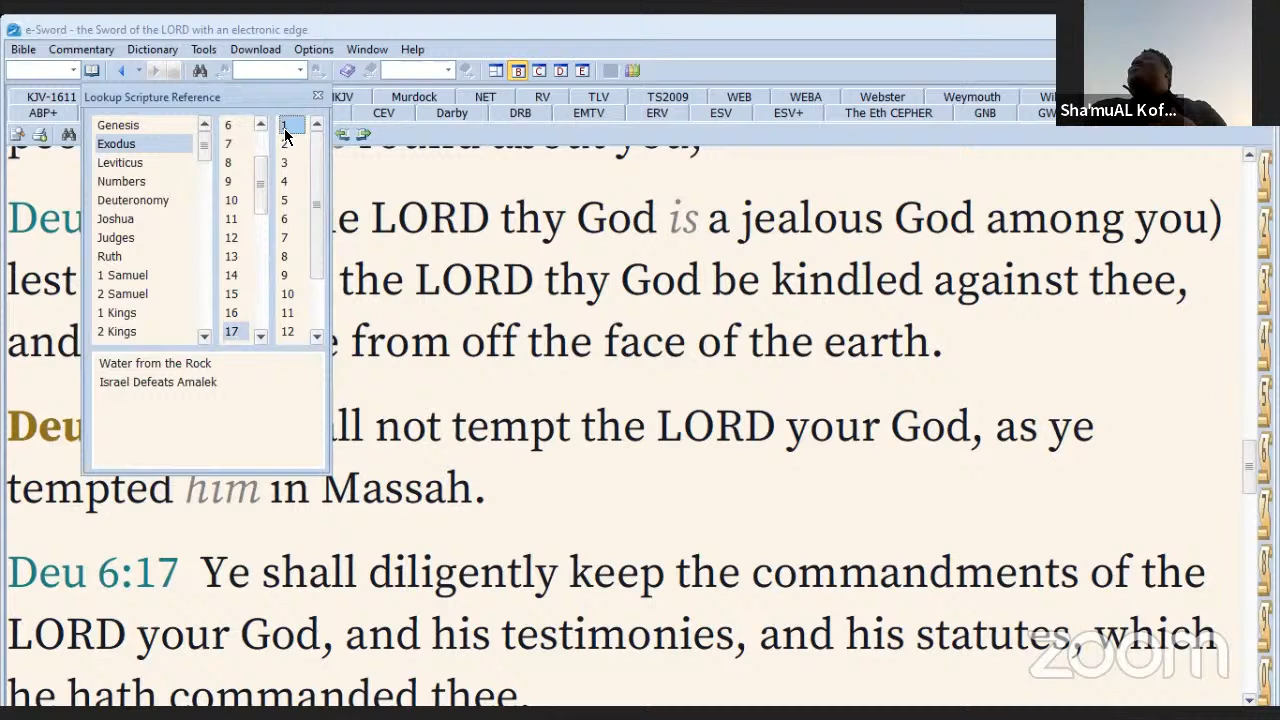 e-Sword - the Sword of the LORD with an electronic edge
Bible Commentary Dictionary Tools Download Options Window Help
B C D E
KJV-1611 KJV Murdock NET RV TLV TS2009 WEB WEBA Webster Weymouth
ABP+ CEV Darby DRB EMTV ERV ESV ESV+ The Eth CEPHER GNB
Sha'muAL Kof...
Lookup Scripture Reference
Genesis 6 1
Exodus 7 2
Leviticus 8 3
Numbers 9 4
Deuteronomy 10 5
Joshua 11 6
Judges 12 7
Ruth 13 8
1 Samuel 14 9
2 Samuel 15 10
1 Kings 16 11
2 Kings 17 12
Water from the Rock
Israel Defeats Amalek
round about you,
Deu LORD thy God is a jealous God among you)
lest the LORD thy God be kindled against thee,
and from off the face of the earth.
Deu not tempt the LORD your God, as ye
tempted him in Massah.
Deu 6:17 Ye shall diligently keep the commandments of the
LORD your God, and his testimonies, and his statutes, which
he hath commanded thee.
zoom